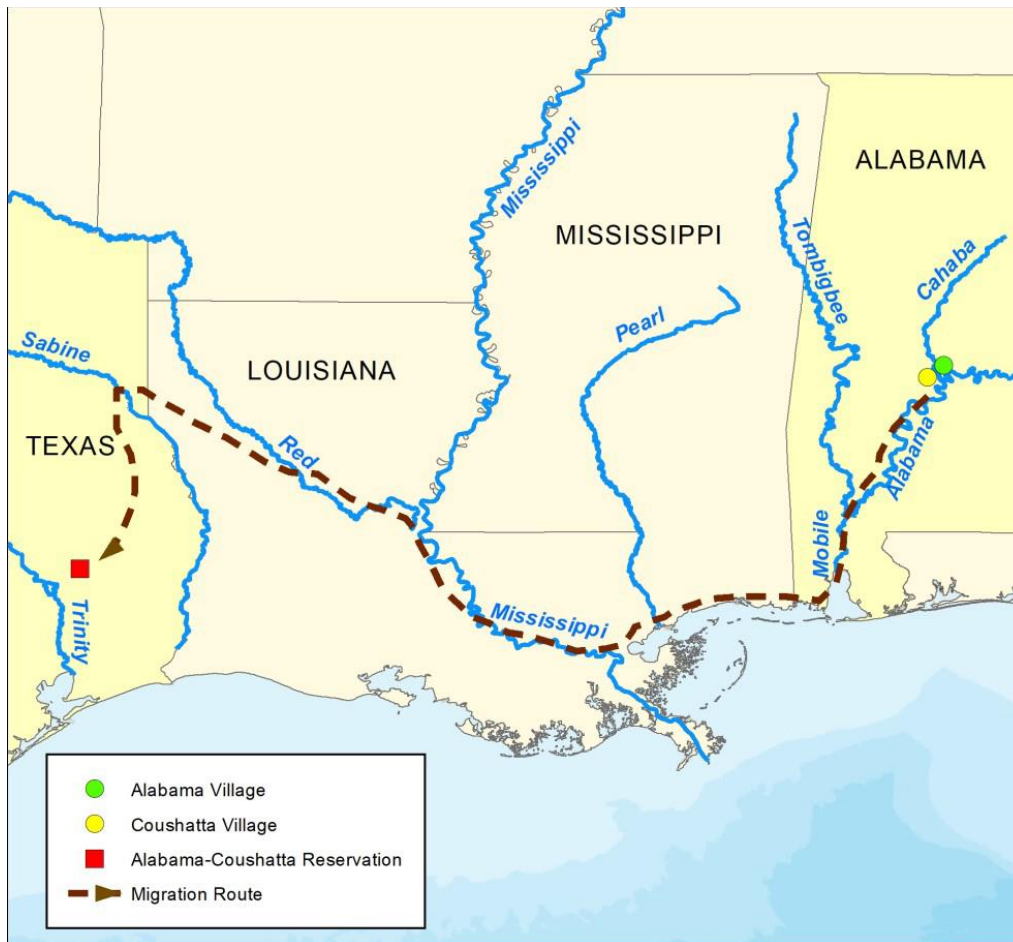 Mississippi
ALABAMA
MISSISSIPPI
Tombigbee
Cahaba
Pearl
Sabine
LOUISIANA
TEXAS
Red
Alabama
Mobile
Trinity
Mississippi
Alabama Village
Coushatta Village
Alabama-Coushatta Reservation
Migration Route